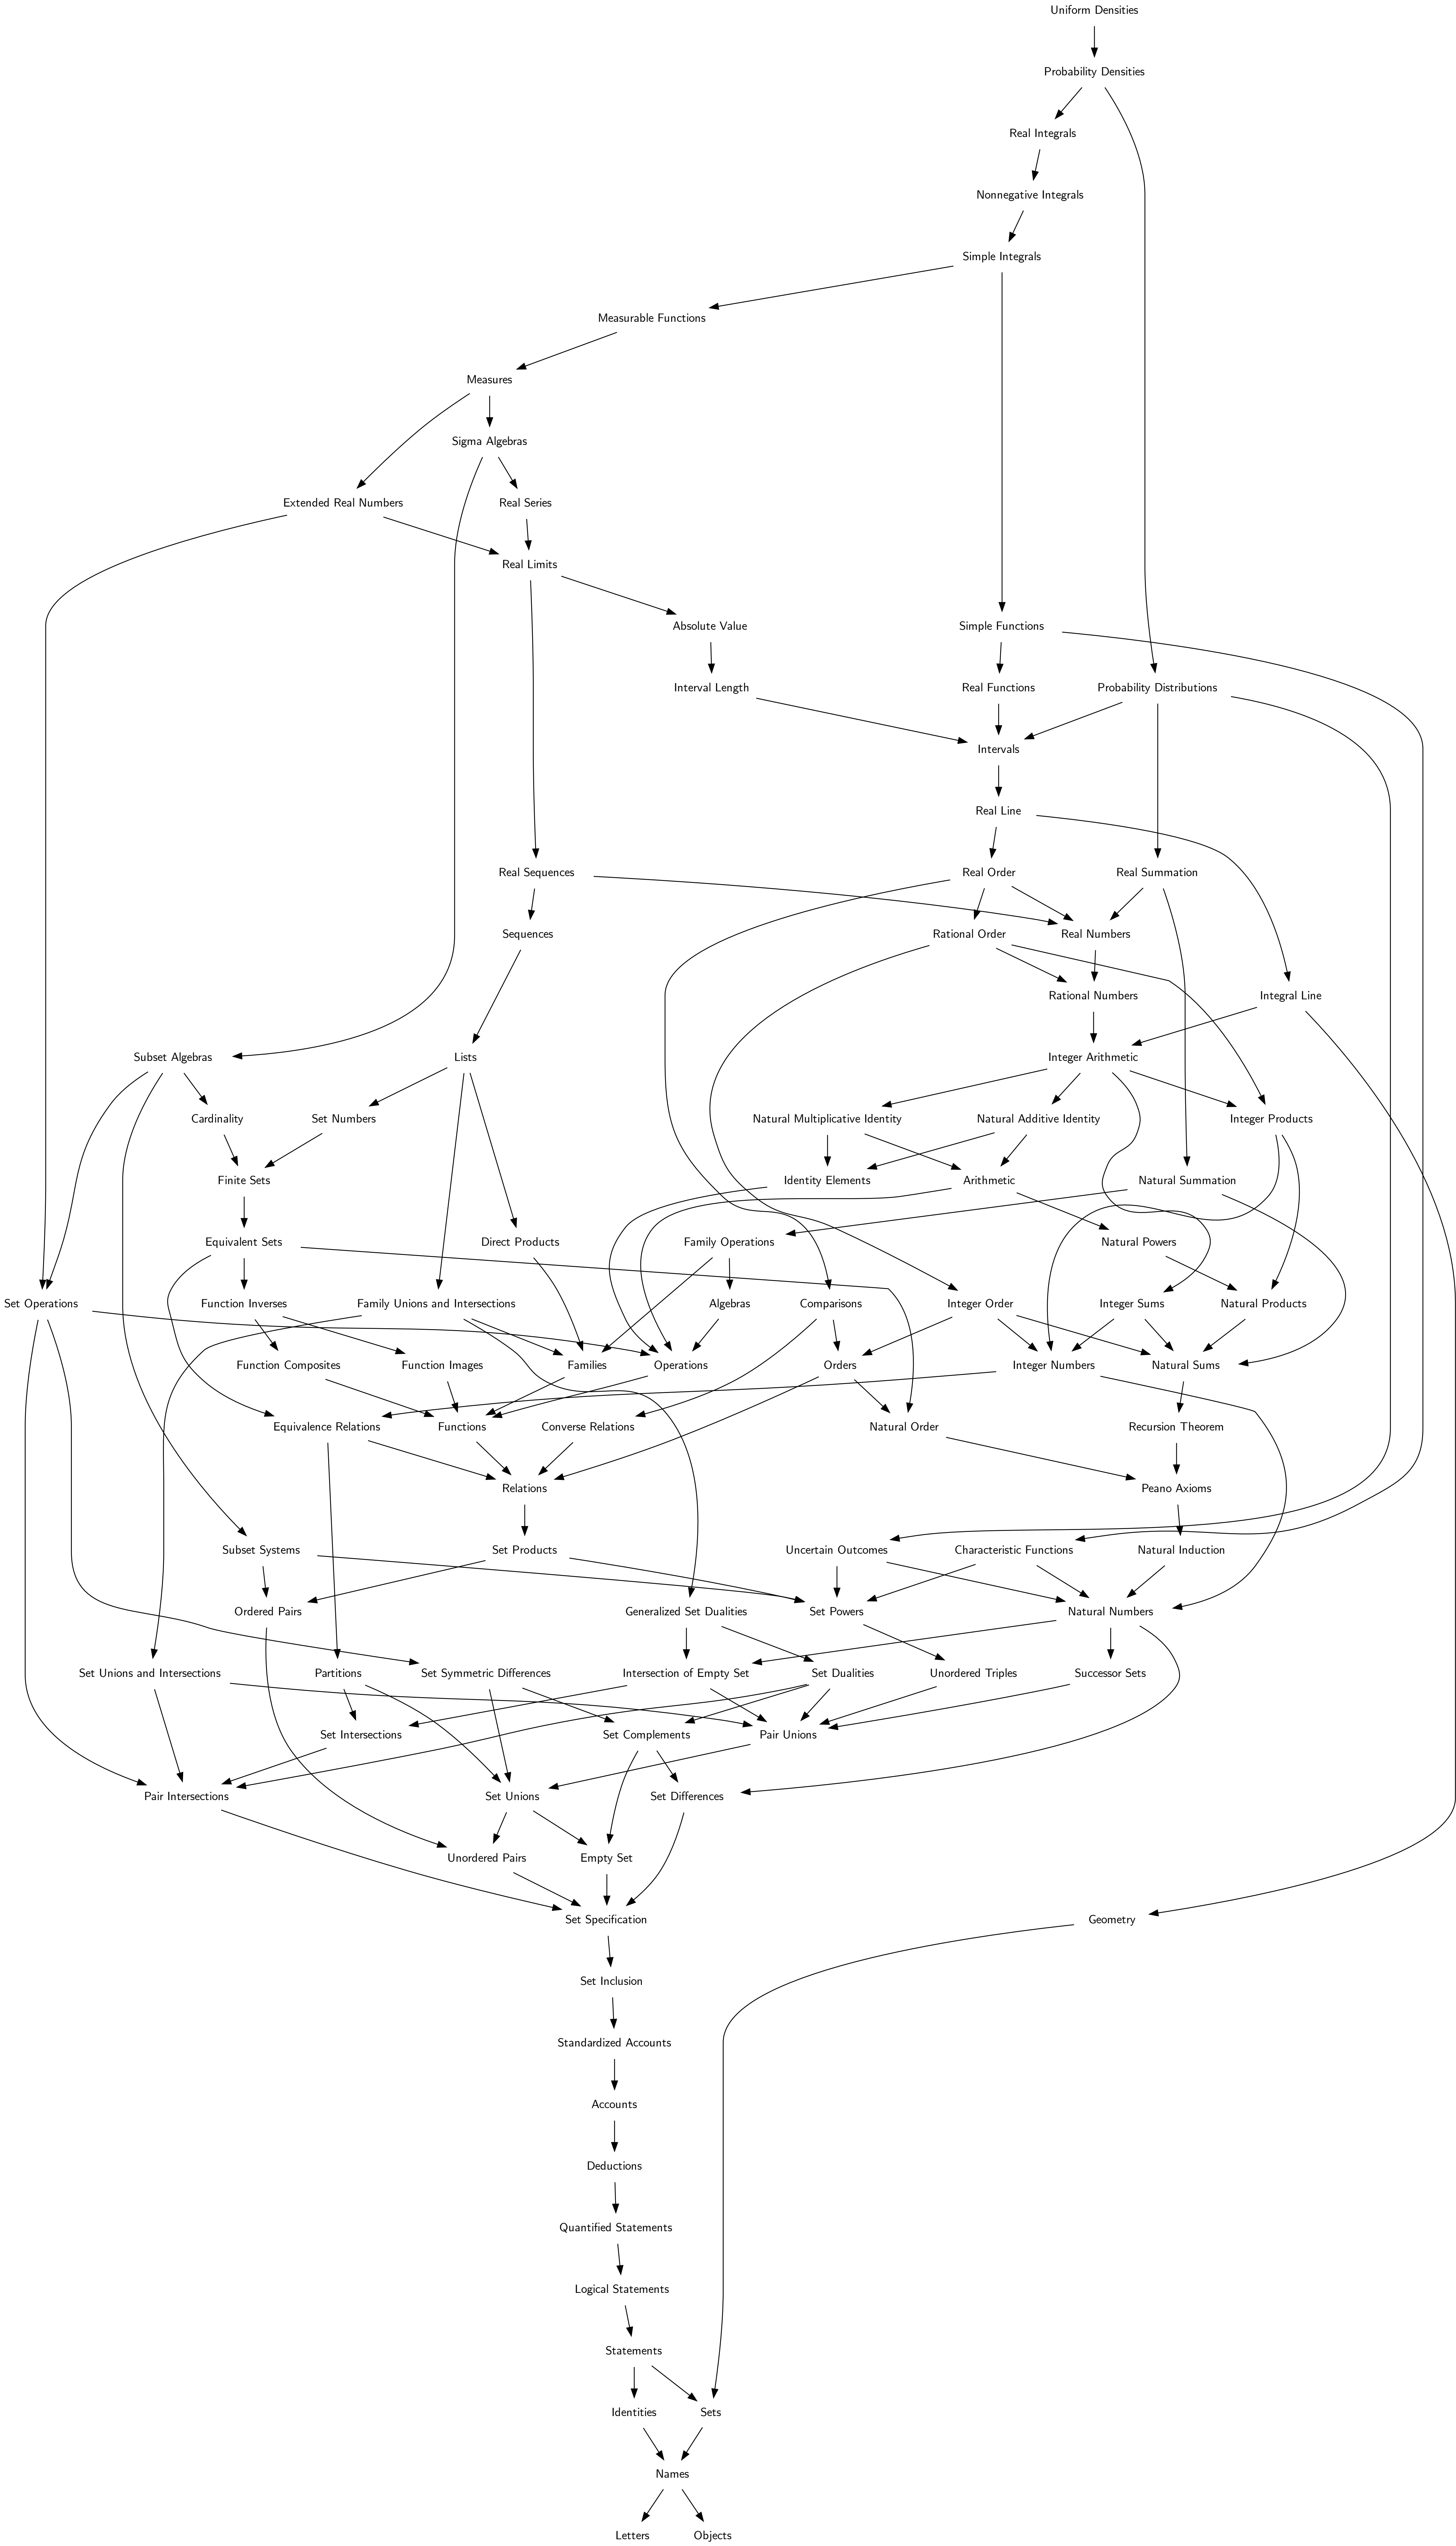 Uniform Densities
Probability Densities
Real Integrals
Nonnegative Integrals
Simple Integrals
Measurable Functions
Measures
Sigma Algebras
Extended Real Numbers
Real Series
Real Limits
Absolute Value
Simple Functions
Interval Length
Real Functions
Probability Distributions
Intervals
Real Line
Real Sequences
Real Order
Real Summation
Sequences
Rational Order
Real Numbers
Rational Numbers
Integral Line
Subset Algebras
Lists
Integer Arithmetic
Cardinality
Set Numbers
Natural Multiplicative Identity
Natural Additive Identity
Integer Products
Finite Sets
Identity Elements
Arithmetic
Natural Summation
Equivalent Sets
Direct Products
Family Operations
Natural Powers
Set Operations
Function Inverses
Family Unions and Intersections
Algebras
Comparisons
Integer Order
Integer Sums
Natural Products
Function Composites
Function Images
Families
Operations
Orders
Integer Numbers
Natural Sums
Equivalence Relations
Functions
Converse Relations
Natural Order
Recursion Theorem
Relations
Peano Axioms
Subset Systems
Set Products
Uncertain Outcomes
Characteristic Functions
Natural Induction
Ordered Pairs
Generalized Set Dualities
Set Powers
Natural Numbers
Set Unions and Intersections
Partitions
Set Symmetric Differences
Intersection of Empty Set
Set Dualities
Unordered Triples
Successor Sets
Set Intersections
Set Complements
Pair Unions
Pair Intersections
Set Unions
Set Differences
Unordered Pairs
Empty Set
Set Specification
Geometry
Set Inclusion
Standardized Accounts
Accounts
Deductions
Quantified Statements
Logical Statements
Statements
Identities
Sets
Names
Letters
Objects